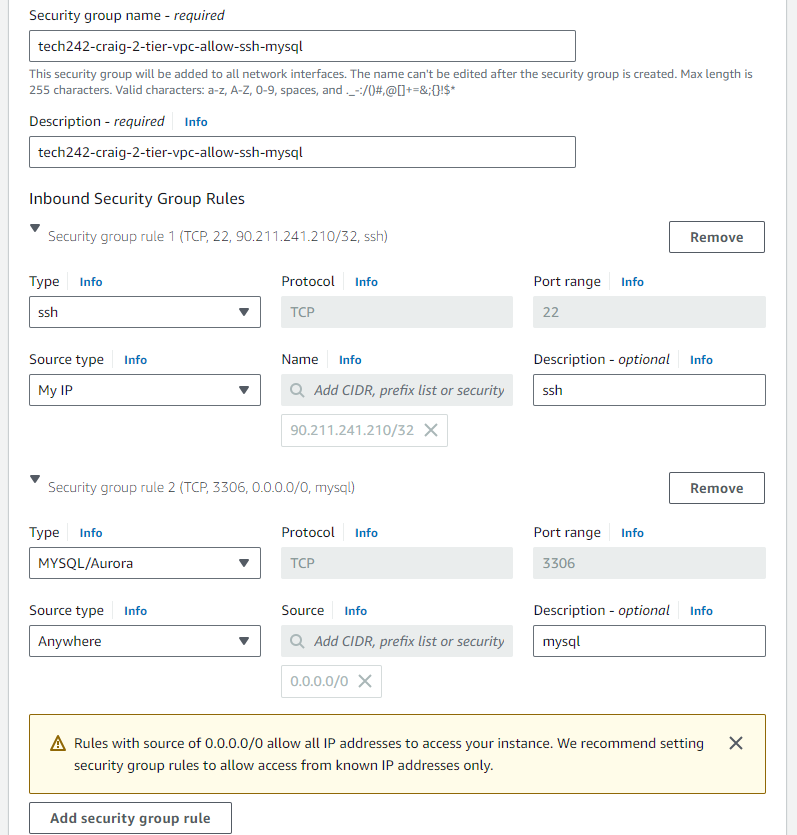 Security group name - required
tech242-craig-2-tier-vpc-allow-ssh-mysql
This security group will be added to all network interfaces. The name can't be edited after the security group is created. Max length is
255 characters. Valid characters: a-z, A-Z, 0-9, spaces, and ._-:/()#,@[]+=&;{}!$*
Description - required Info
tech242-craig-2-tier-vpc-allow-ssh-mysql
Inbound Security Group Rules
Security group rule 1 (TCP, 22, 90.211.241.210/32, ssh) Remove
Type Info Protocol Info Port range Info
ssh TCP 22
Source type Info Name Info Description - optional Info
My IP Add CIDR, prefix list or security ssh
90.211.241.210/32
Security group rule 2 (TCP, 3306, 0.0.0.0/0, mysql) Remove
Type Info Protocol Info Port range Info
MYSQL/Aurora TCP 3306
Source type Info Source Info Description - optional Info
Anywhere Add CIDR, prefix list or security mysql
0.0.0.0/0
Rules with source of 0.0.0.0/0 allow all IP addresses to access your instance. We recommend setting
security group rules to allow access from known IP addresses only.
Add security group rule